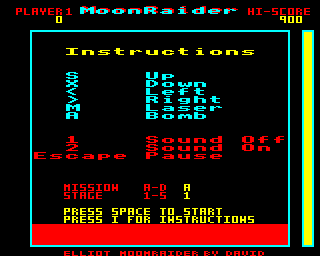 PLAYER1 MoonRaider HI-SCORE
0 900
Instructions
S Up
X Down
< Left
> Right
M Laser
A Bomb
1 Sound Off
2 Sound On
Escape Pause
MISSION A-D A
STAGE 1-5 1
PRESS SPACE TO START
PRESS I FOR INSTRUCTIONS
ELLIOT MOONRAIDER BY DAVID